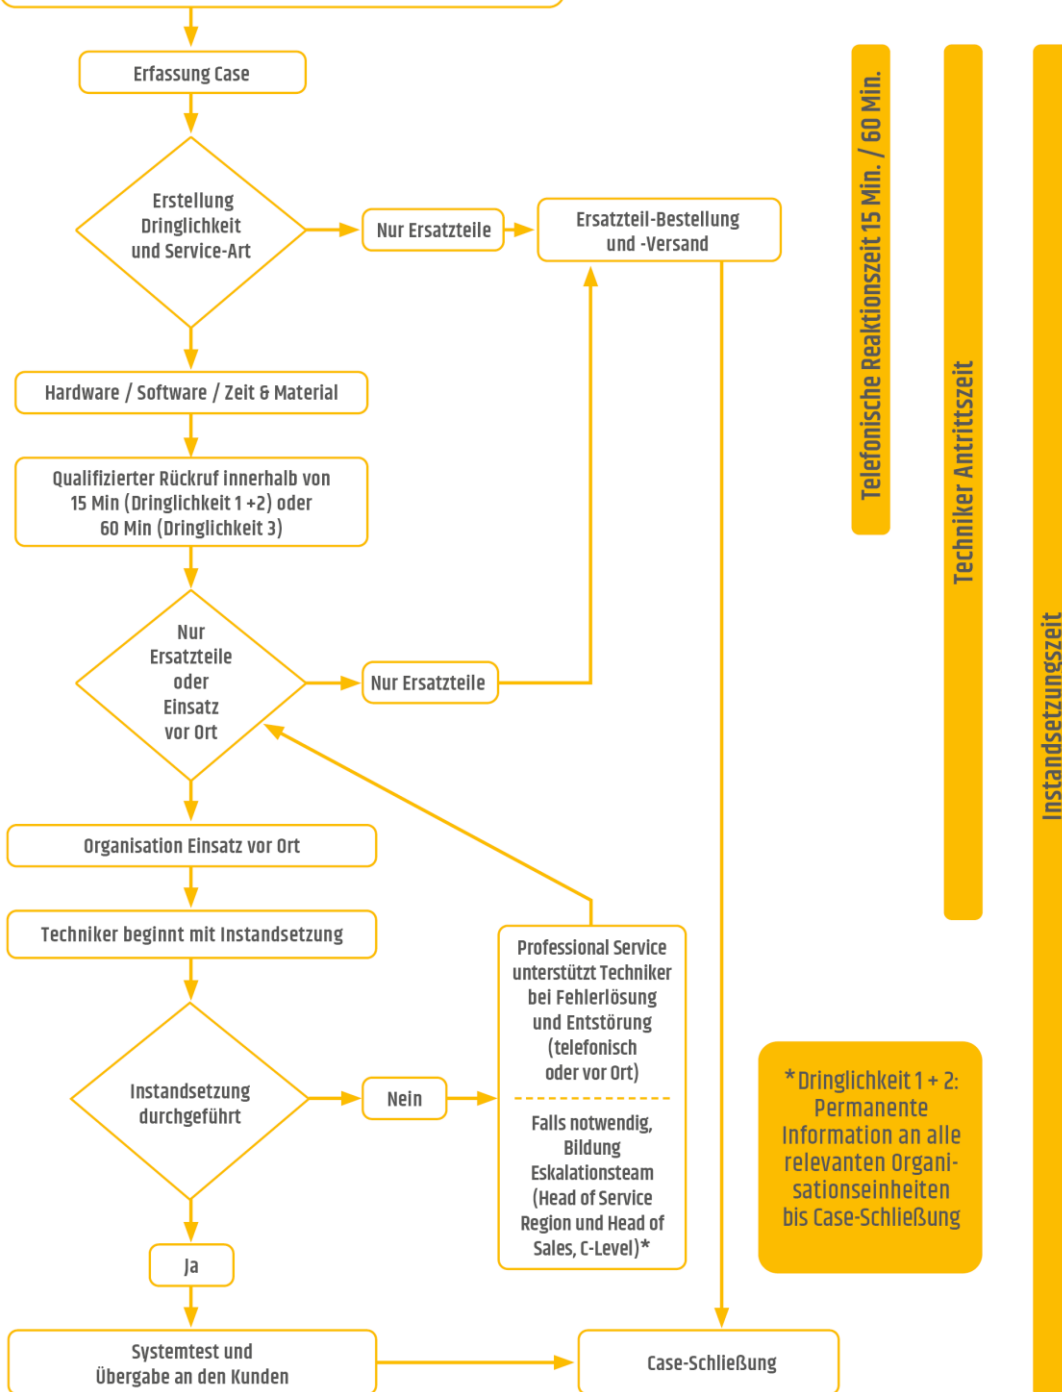 Erfassung Case
Erstellung
Dringlichkeit
und Service-Art
Nur Ersatzteile
Ersatzteil-Bestellung
und -Versand
Hardware / Software / Zeit & Material
Qualifizierter Rückruf innerhalb von
15 Min (Dringlichkeit 1 +2) oder
60 Min (Dringlichkeit 3)
Nur
Ersatzteile
oder
Einsatz
vor Ort
Nur Ersatzteile
Organisation Einsatz vor Ort
Techniker beginnt mit Instandsetzung
Instandsetzung
durchgeführt
Nein
Professional Service
unterstützt Techniker
bei Fehlerlösung
und Entstörung
(telefonisch
oder vor Ort)
Falls notwendig,
Bildung
Eskalationsteam
(Head of Service
Region und Head of
Sales, C-Level)*
Ja
Systemtest und
Übergabe an den Kunden
Case-Schließung
Telefonische Reaktionszeit 15 Min. / 60 Min.
Techniker Antrittszeit
Instandsetzungszeit
*Dringlichkeit 1 + 2:
Permanente
Information an alle
relevanten Organi-
sationseinheiten
bis Case-Schließung